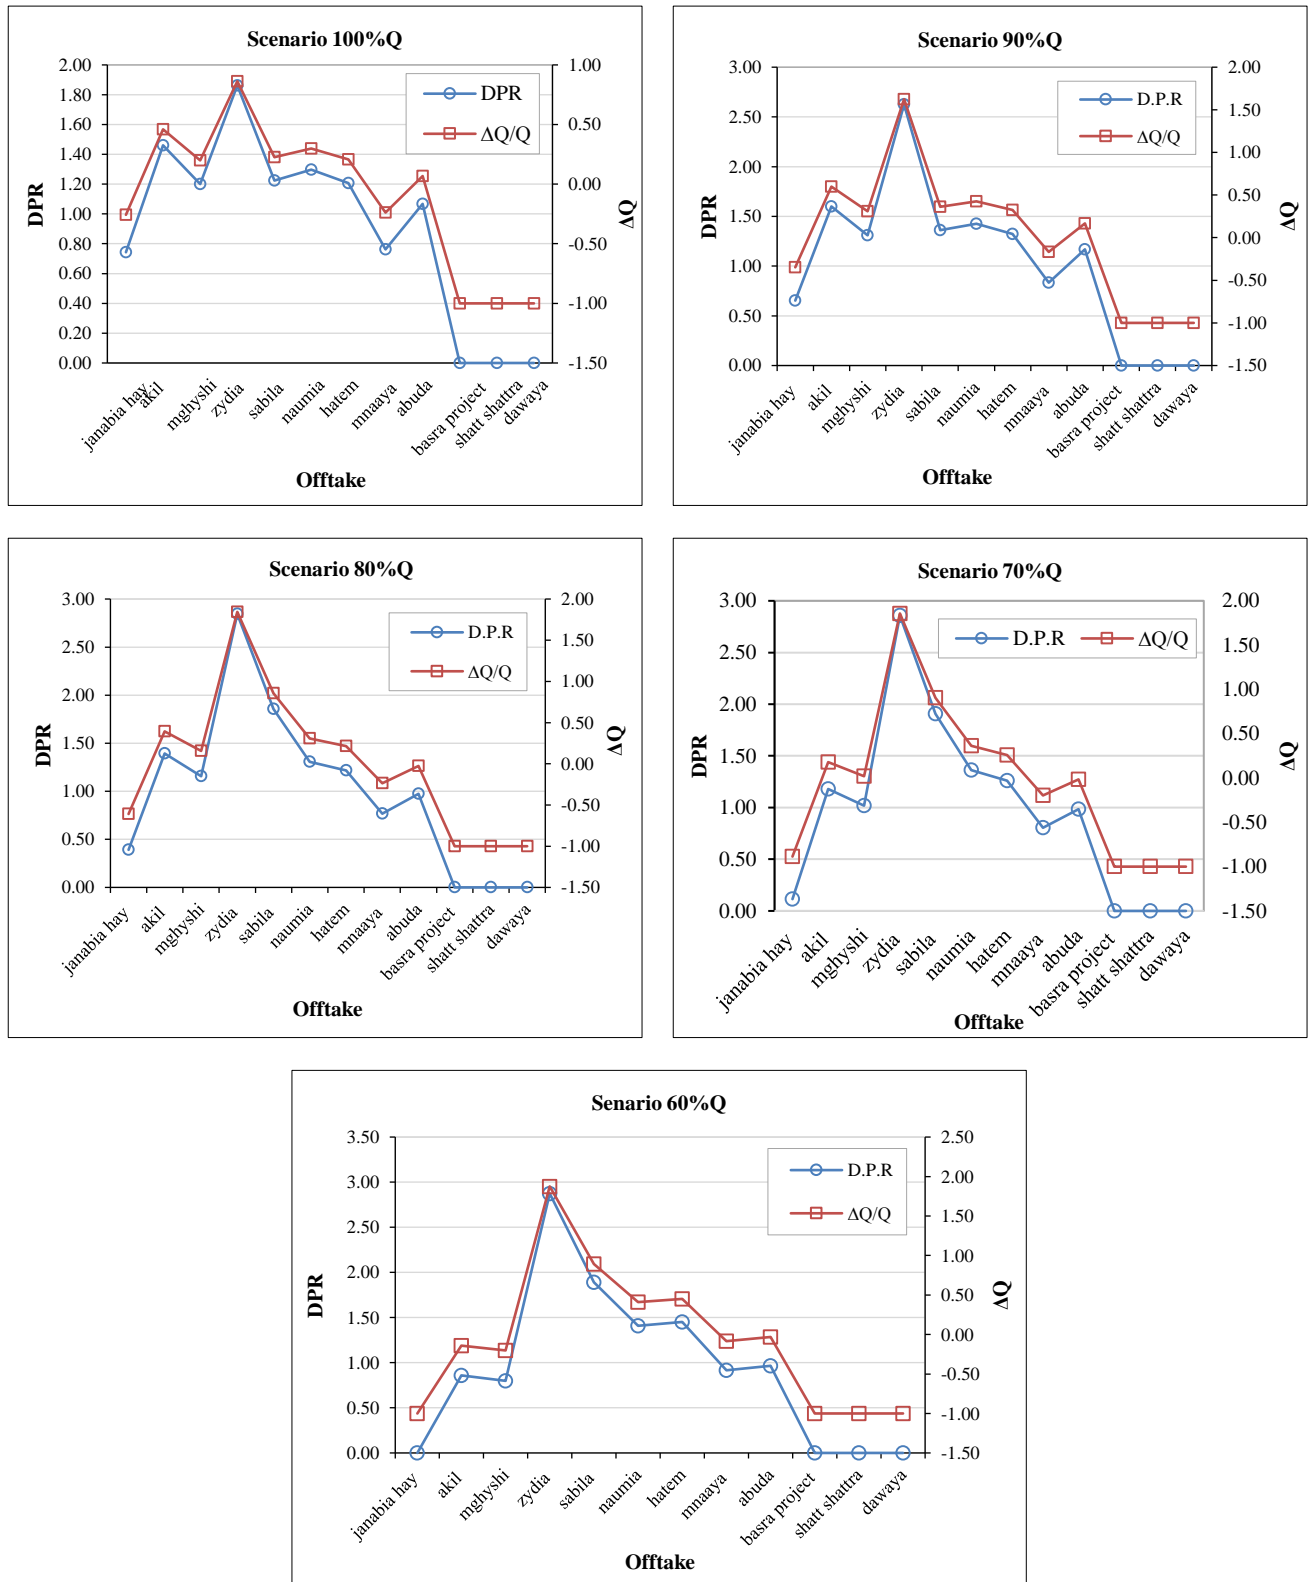 Scenario 100%Q
2.00
1.80
1.60
1.40
1.20
1.00
0.80
0.60
0.40
0.20
0.00
DPR
1.00
0.50
0.00
-0.50
-1.00
-1.50
ΔQ
DPR
ΔQ/Q
janabia hay
akil
mghyshi
zydia
sabila
naumia
hatem
mnaaya
abuda
basra project
shatt shattra
dawaya
Offtake
Scenario 90%Q
3.00
2.50
2.00
1.50
1.00
0.50
0.00
DPR
2.00
1.50
1.00
0.50
0.00
-0.50
-1.00
-1.50
ΔQ
D.P.R
ΔQ/Q
janabia hay
akil
mghyshi
zydia
sabila
naumia
hatem
mnaaya
abuda
basra project
shatt shattra
dawaya
Offtake
Scenario 80%Q
3.00
2.50
2.00
1.50
1.00
0.50
0.00
DPR
2.00
1.50
1.00
0.50
0.00
-0.50
-1.00
-1.50
ΔQ
D.P.R
ΔQ/Q
janabia hay
akil
mghyshi
zydia
sabila
naumia
hatem
mnaaya
abuda
basra project
shatt shattra
dawaya
Offtake
Scenario 70%Q
3.00
2.50
2.00
1.50
1.00
0.50
0.00
DPR
2.00
1.50
1.00
0.50
0.00
-0.50
-1.00
-1.50
ΔQ
D.P.R ΔQ/Q
janabia hay
akil
mghyshi
zydia
sabila
naumia
hatem
mnaaya
abuda
basra project
shatt shattra
dawaya
Offtake
Senario 60%Q
3.50
3.00
2.50
2.00
1.50
1.00
0.50
0.00
DPR
2.50
2.00
1.50
1.00
0.50
0.00
-0.50
-1.00
-1.50
ΔQ
D.P.R
ΔQ/Q
janabia hay
akil
mghyshi
zydia
sabila
naumia
hatem
mnaaya
abuda
basra project
shatt shattra
dawaya
Offtake